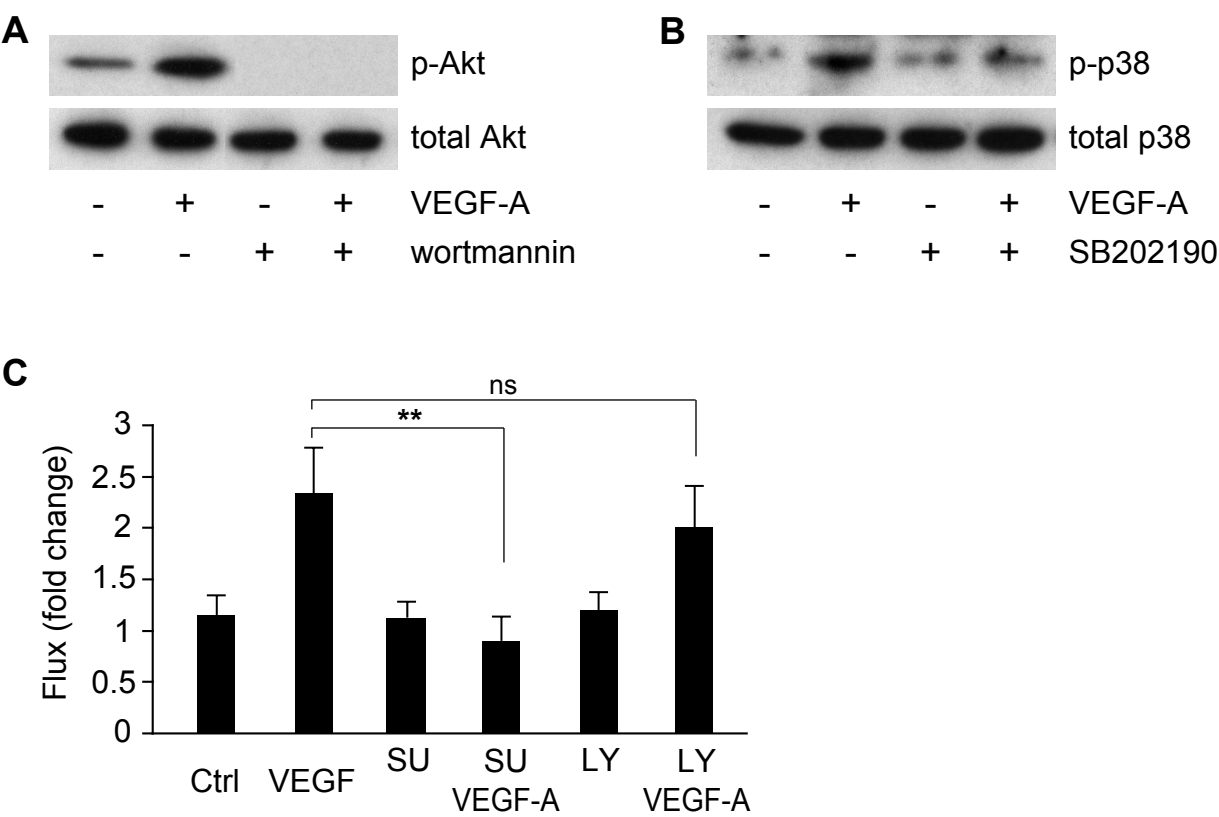 A
p-Akt
total Akt
- + - + VEGF-A
- - + + wortmannin
B
p-p38
total p38
- + - + VEGF-A
- - + + SB202190
C
ns
**
Flux (fold change)
3
2.5
2
1.5
1
0.5
0
Ctrl VEGF SU SU LY LY
VEGF-A VEGF-A